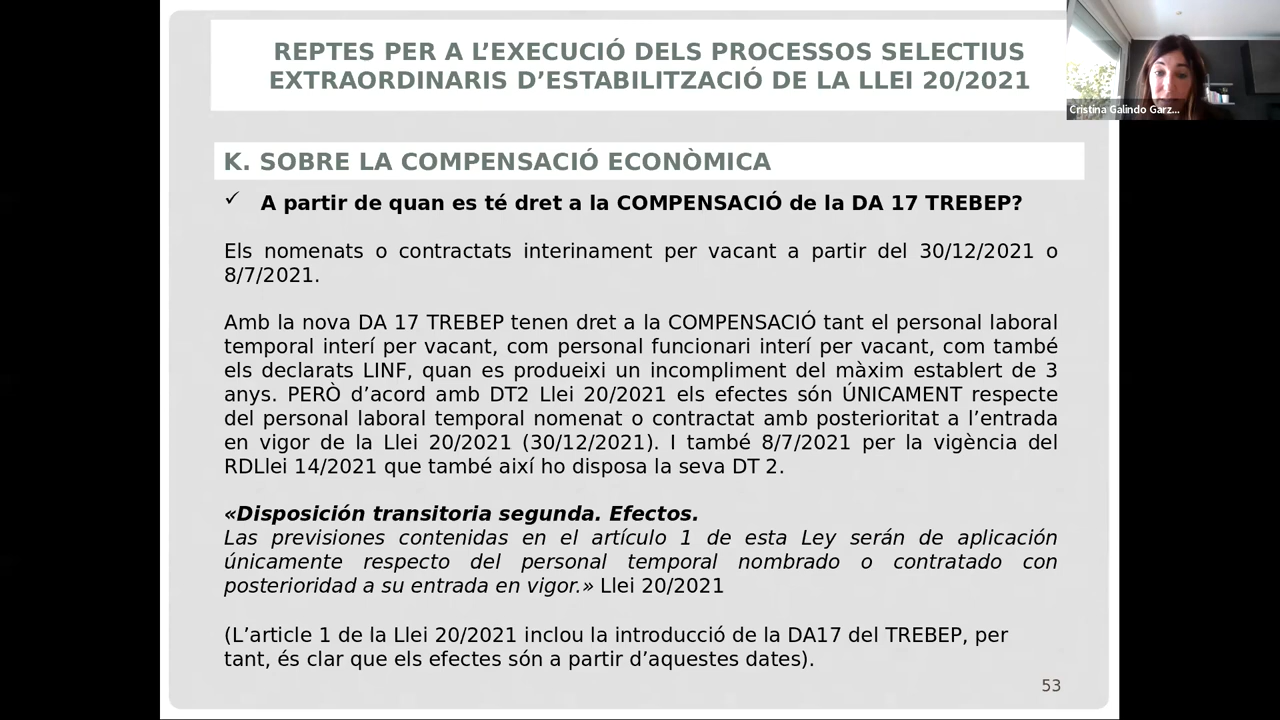 REPTES PER A L’EXECUCIÓ DELS PROCESSOS SELECTIUS
EXTRAORDINARIS D’ESTABILITZACIÓ DE LA LLEI 20/2021
Cristina Galindo Garz...
K. SOBRE LA COMPENSACIÓ ECONÒMICA
✓ A partir de quan es té dret a la COMPENSACIÓ de la DA 17 TREBEP?
Els nomenats o contractats interinament per vacant a partir del 30/12/2021 o
8/7/2021.
Amb la nova DA 17 TREBEP tenen dret a la COMPENSACIÓ tant el personal laboral
temporal interí per vacant, com personal funcionari interí per vacant, com també
els declarats LINF, quan es produeixi un incompliment del màxim establert de 3
anys. PERÒ d’acord amb DT2 Llei 20/2021 els efectes són ÚNICAMENT respecte
del personal laboral temporal nomenat o contractat amb posterioritat a l’entrada
en vigor de la Llei 20/2021 (30/12/2021). I també 8/7/2021 per la vigència del
RDLlei 14/2021 que també així ho disposa la seva DT 2.
«Disposición transitoria segunda. Efectos.
Las previsiones contenidas en el artículo 1 de esta Ley serán de aplicación
únicamente respecto del personal temporal nombrado o contratado con
posterioridad a su entrada en vigor.» Llei 20/2021
(L’article 1 de la Llei 20/2021 inclou la introducció de la DA17 del TREBEP, per
tant, és clar que els efectes són a partir d’aquestes dates).
53